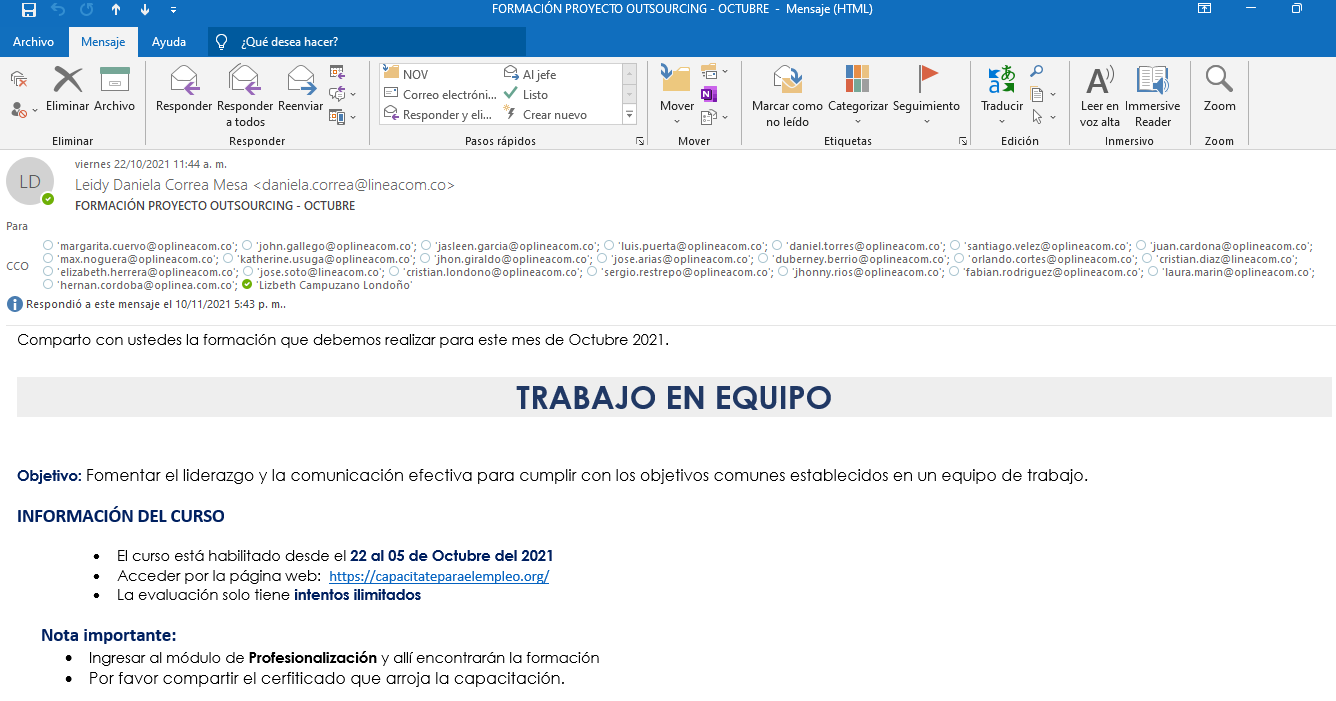 FORMACIÓN PROYECTO OUTSOURCING - OCTUBRE - Mensaje (HTML)
Archivo Mensaje Ayuda ¿Qué desea hacer?
Eliminar Archivo
Responder Responder a todos Reenviar
NOV Al jefe
Correo electróni... Listo
Responder y eli... Crear nuevo
Mover
Marcar como no leído Categorizar Seguimiento
Traducir
Leer en voz alta Immersive Reader
Zoom
Eliminar Responder Pasos rápidos Mover Etiquetas Edición Inmersivo Zoom
LD
viernes 22/10/2021 11:44 a. m.
Leidy Daniela Correa Mesa <daniela.correa@lineacom.co>
FORMACIÓN PROYECTO OUTSOURCING - OCTUBRE
Para
CCO
'margarita.cuervo@oplineacom.co'; 'john.gallego@oplineacom.co'; 'jasleen.garcia@oplineacom.co'; 'luis.puerta@oplineacom.co'; 'daniel.torres@oplineacom.co'; 'santiago.velez@oplineacom.co'; 'juan.cardona@oplineacom.co';
'max.noguera@oplineacom.co'; 'katherine.usuga@oplineacom.co'; 'jhon.giraldo@oplineacom.co'; 'jose.arias@oplineacom.co'; 'duberney.berrio@oplineacom.co'; 'orlando.cortes@oplineacom.co'; 'cristian.diaz@lineacom.co';
'elizabeth.herrera@oplineacom.co'; 'jose.soto@lineacom.co'; 'cristian.londono@oplineacom.co'; 'sergio.restrepo@oplineacom.co'; 'jhonny.rios@oplineacom.co'; 'fabian.rodriguez@oplineacom.co'; 'laura.marin@oplineacom.co';
'hernan.cordoba@oplinea.com.co'; 'Lizbeth Campuzano Londoño'
Respondió a este mensaje el 10/11/2021 5:43 p. m..
Comparto con ustedes la formación que debemos realizar para este mes de Octubre 2021.
TRABAJO EN EQUIPO
Objetivo: Fomentar el liderazgo y la comunicación efectiva para cumplir con los objetivos comunes establecidos en un equipo de trabajo.
INFORMACIÓN DEL CURSO
• El curso está habilitado desde el 22 al 05 de Octubre del 2021
• Acceder por la página web: https://capacitateparaelempleo.org/
• La evaluación solo tiene intentos ilimitados
Nota importante:
• Ingresar al módulo de Profesionalización y allí encontrarán la formación
• Por favor compartir el cerfiticado que arroja la capacitación.